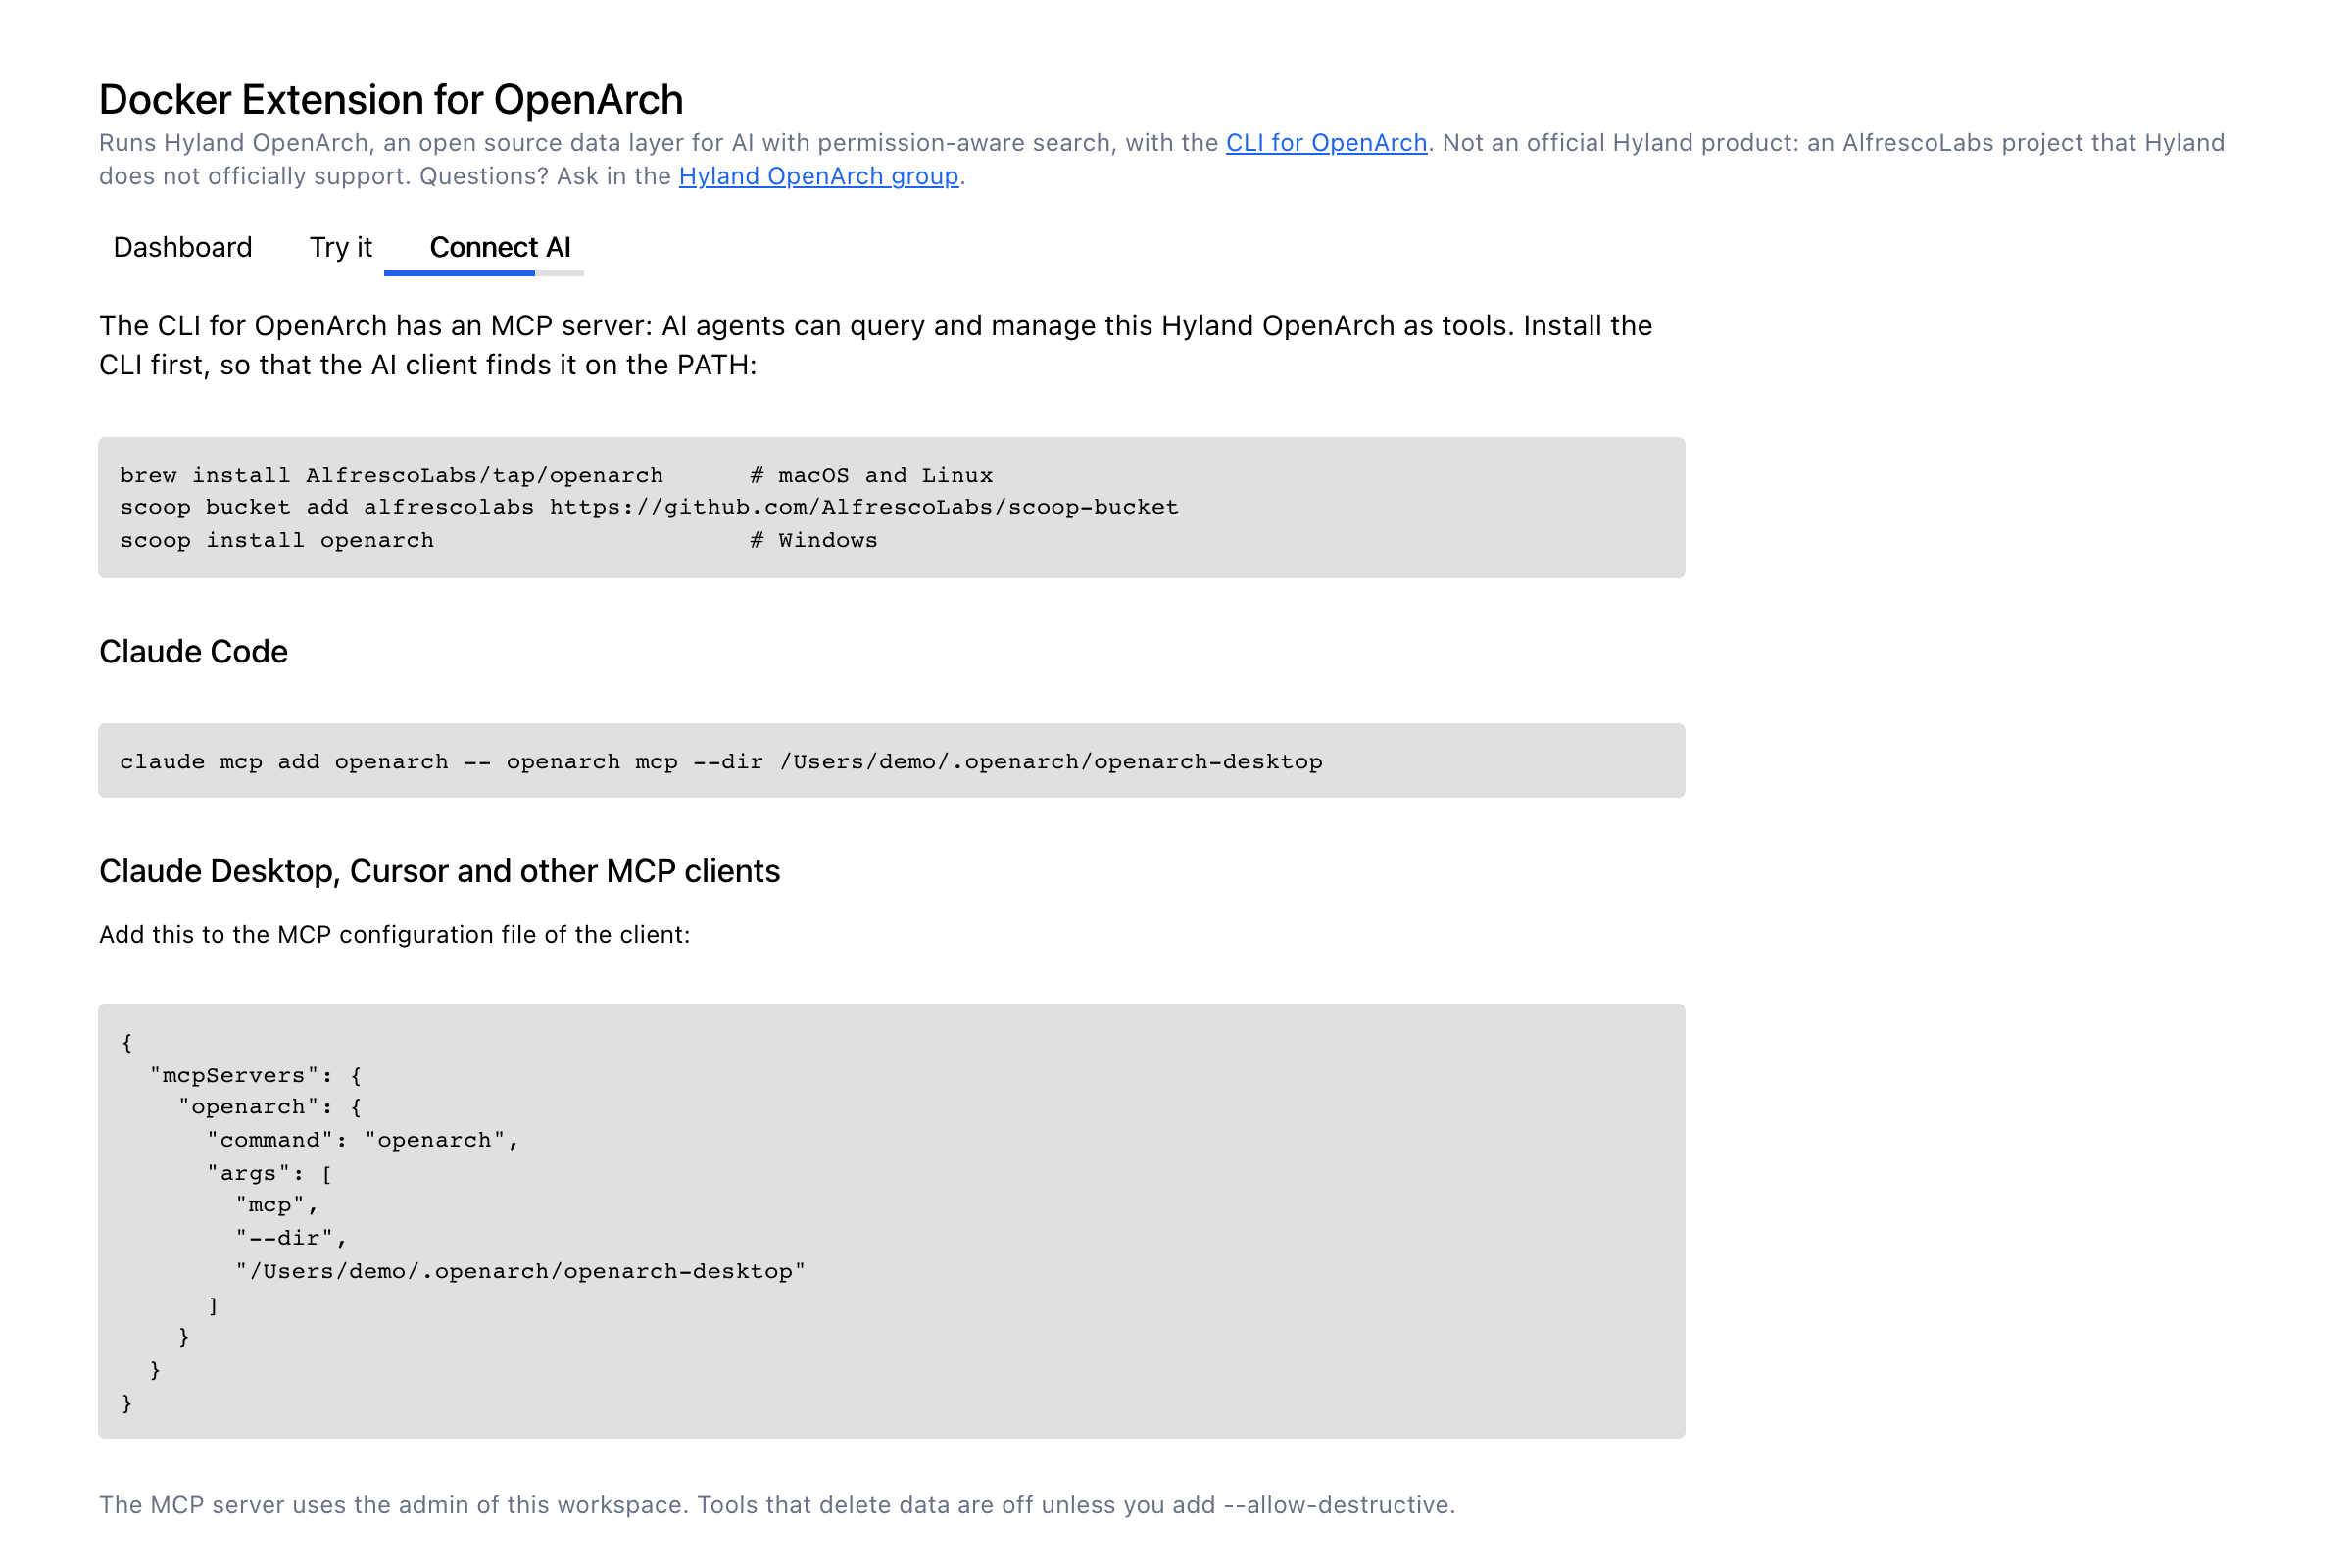 Docker Extension for OpenArch
Runs Hyland OpenArch, an open source data layer for AI with permission-aware search, with the CLI for OpenArch. Not an official Hyland product: an AlfrescoLabs project that Hyland
does not officially support. Questions? Ask in the Hyland OpenArch group.
Dashboard Try it Connect AI
The CLI for OpenArch has an MCP server: AI agents can query and manage this Hyland OpenArch as tools. Install the
CLI first, so that the AI client finds it on the PATH:
brew install AlfrescoLabs/tap/openarch      # macOS and Linux
scoop bucket add alfrescolabs https://github.com/AlfrescoLabs/scoop-bucket
scoop install openarch                      # Windows
Claude Code
claude mcp add openarch -- openarch mcp --dir /Users/demo/.openarch/openarch-desktop
Claude Desktop, Cursor and other MCP clients
Add this to the MCP configuration file of the client:
{
  "mcpServers": {
    "openarch": {
      "command": "openarch",
      "args": [
        "mcp",
        "--dir",
        "/Users/demo/.openarch/openarch-desktop"
      ]
    }
  }
}
The MCP server uses the admin of this workspace. Tools that delete data are off unless you add --allow-destructive.